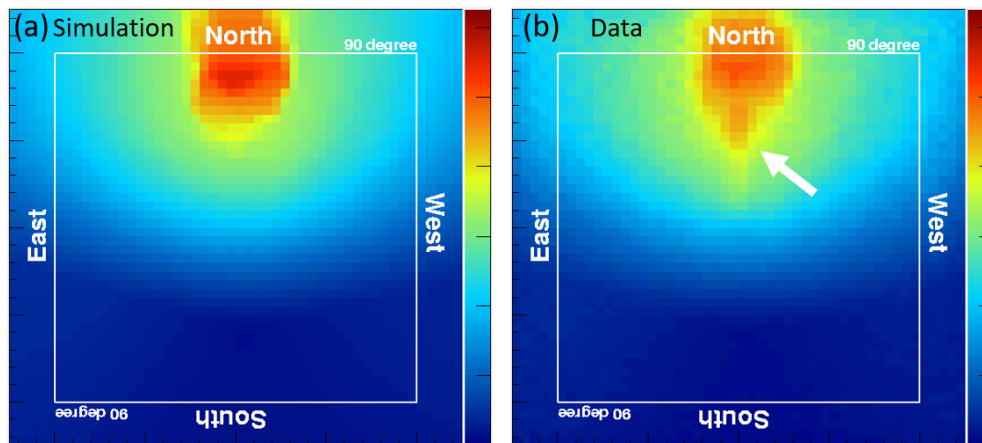 (a) Simulation
North
90 degree
East
West
90 degree
South
(b) Data
North
90 degree
East
West
90 degree
South